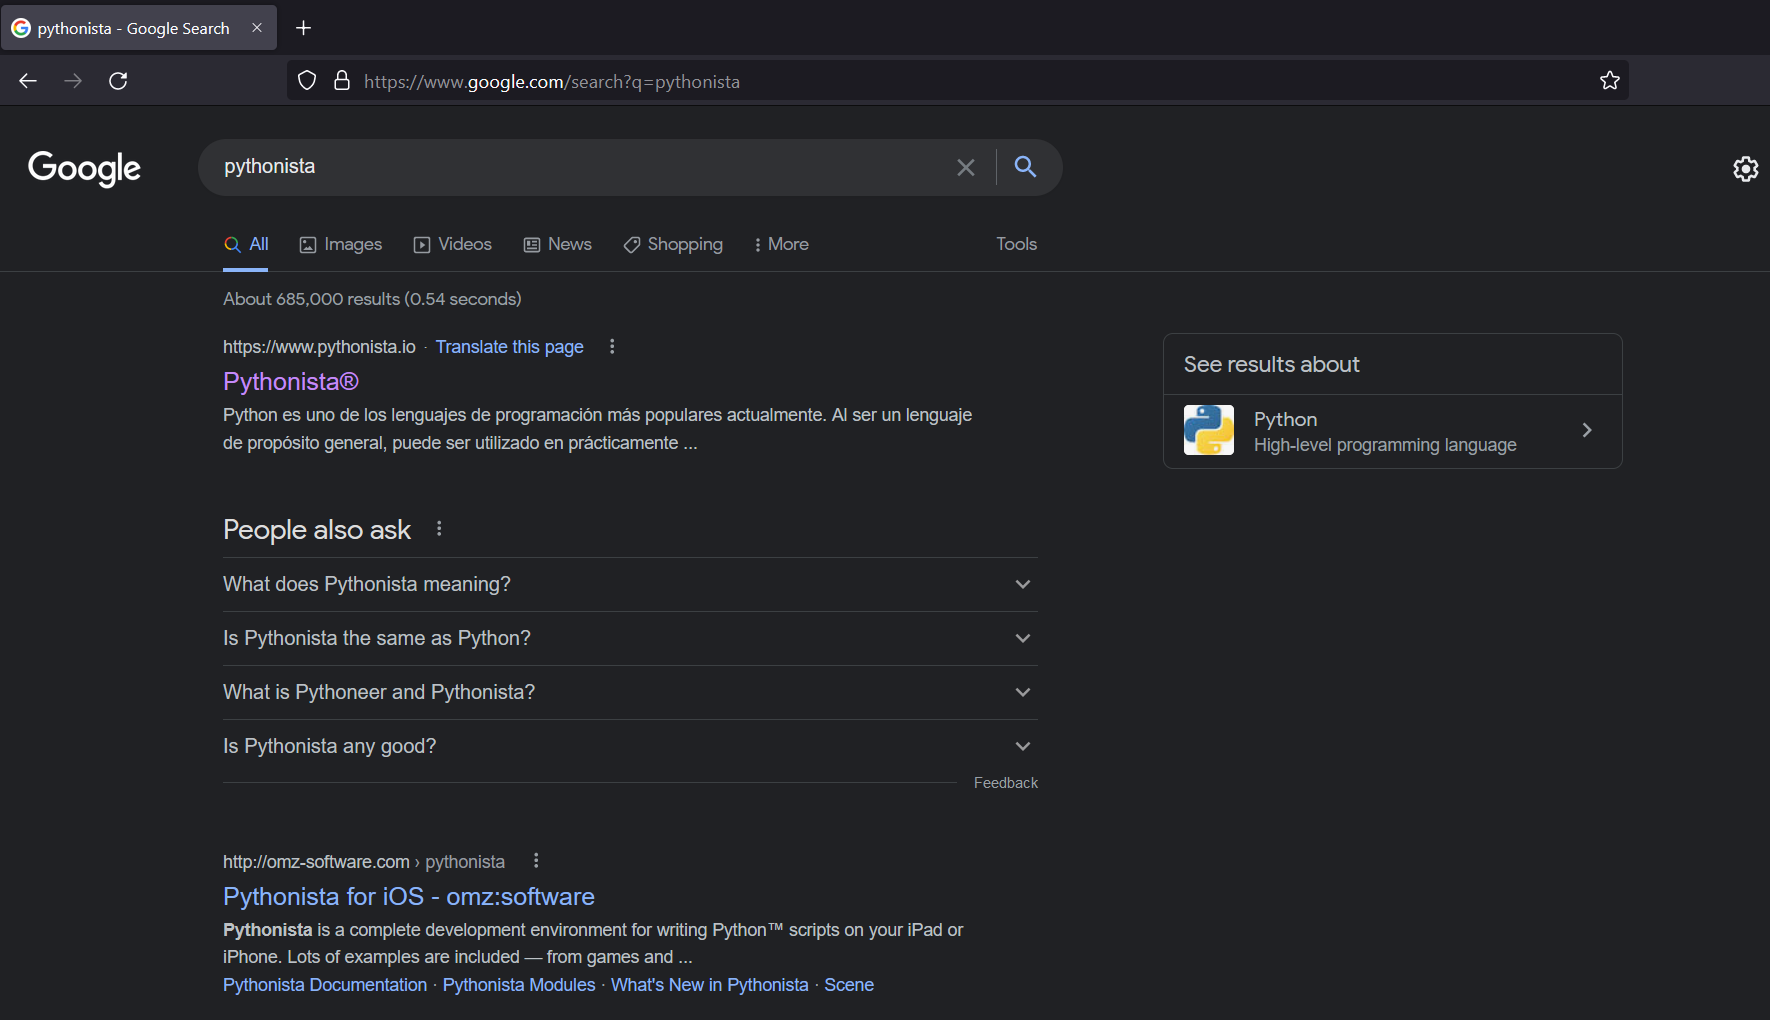 pythonista - Google Search
https://www.google.com/search?q=pythonista
Google
pythonista
All Images Videos News Shopping More Tools
About 685,000 results (0.54 seconds)
https://www.pythonista.io · Translate this page
Pythonista®
Python es uno de los lenguajes de programación más populares actualmente. Al ser un lenguaje
de propósito general, puede ser utilizado en prácticamente ...
See results about
Python
High-level programming language
People also ask
What does Pythonista meaning?
Is Pythonista the same as Python?
What is Pythoneer and Pythonista?
Is Pythonista any good?
Feedback
http://omz-software.com › pythonista
Pythonista for iOS - omz:software
Pythonista is a complete development environment for writing Python™ scripts on your iPad or
iPhone. Lots of examples are included — from games and ...
Pythonista Documentation · Pythonista Modules · What's New in Pythonista · Scene